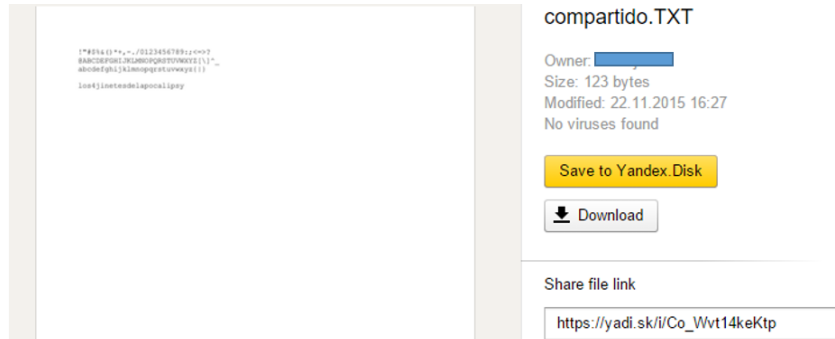 !"#$%&()*+,-./0123456789:;<=>?
@ABCDEFGHIJKLMNOPQRSTUVWXYZ[\]^_
abcdefghijklmnopqrstuvwxyz{|}
los4jinetesdelapocalipsy
compartido.TXT
Owner:
Size: 123 bytes
Modified: 22.11.2015 16:27
No viruses found
Save to Yandex.Disk
Download
Share file link
https://yadi.sk/i/Co_Wvt14keKtp